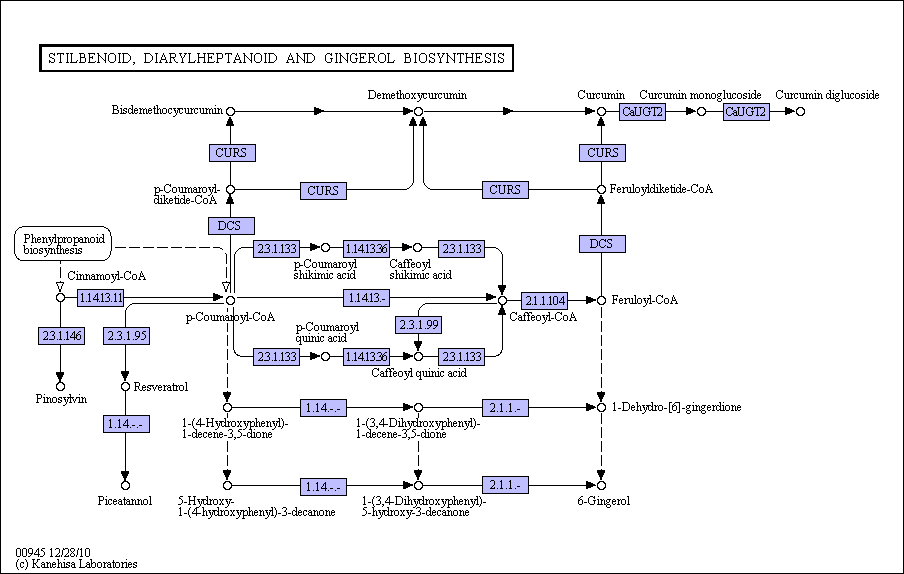 STILBENOID, DIARYLHEPTANOID AND GINGEROL BIOSYNTHESIS
Demethoxycurcumin
Curcumin
Curcumin monoglucoside
Curcumin diglucoside
Bisdemethocycurcumin
CaUGT2
CaUGT2
CURS
CURS
p-Coumaroyl-
diketide-CoA
CURS
CURS
Feruloyldiketide-CoA
DCS
DCS
Phenylpropanoid
biosynthesis
2.3.1.133
1.14.13.36
2.3.1.133
p-Coumaroyl
shikimic acid
Caffeoyl
shikimic acid
Cinnamoyl-CoA
1.14.13.11
1.14.13.-
2.1.1.104
Feruloyl-CoA
p-Coumaroyl-CoA
Caffeoyl-CoA
2.3.1.146
2.3.1.95
p-Coumaroyl
quinic acid
2.3.1.99
2.3.1.133
1.14.13.36
2.3.1.133
Caffeoyl quinic acid
Pinosylvin
Resveratrol
1.14.-.-
2.1.1.-
1-Dehydro-[6]-gingerdione
1.14.-.-
1-(4-Hydroxyphenyl)-
1-decene-3,5-dione
1-(3,4-Dihydroxyphenyl)-
1-decene-3,5-dione
1.14.-.-
2.1.1.-
Piceatannol
5-Hydroxy-
1-(4-hydroxyphenyl)-3-decanone
1-(3,4-Dihydroxyphenyl)-
5-hydroxy-3-decanone
6-Gingerol
00945 12/28/10
(c) Kanehisa Laboratories